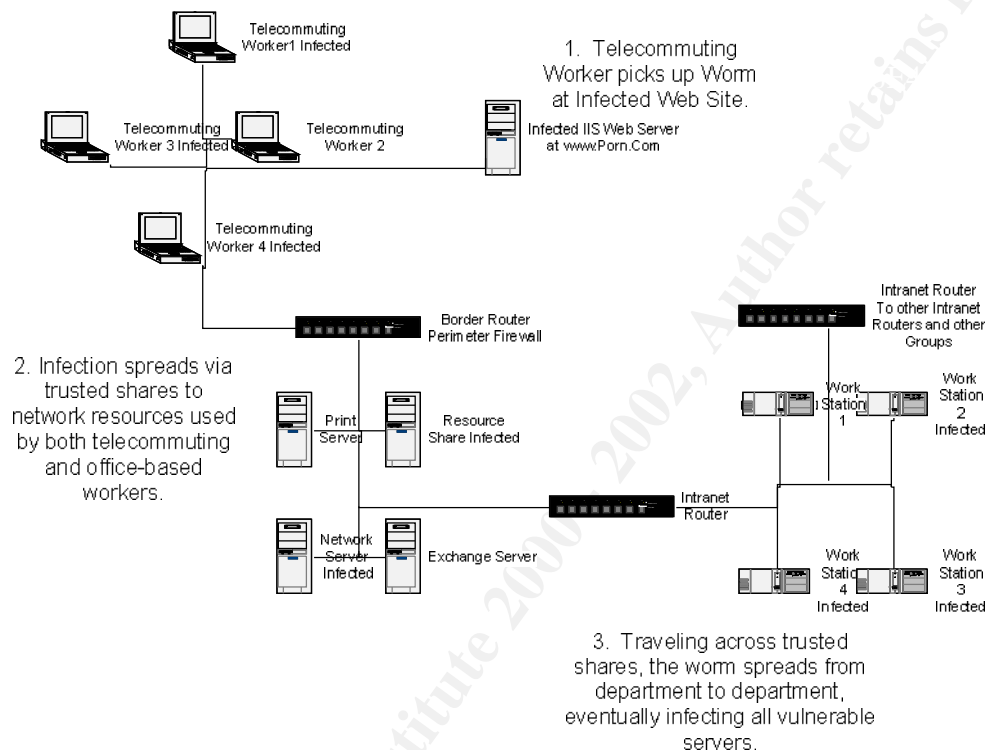 Telecommuting
Worker1 Infected
1. Telecommuting
Worker picks up Worm
at Infected Web Site.
Telecommuting
Worker 3 Infected
Telecommuting
Worker 2
Infected IIS Web Server
at www.Porn.Com
Telecommuting
Worker 4 Infected
Border Router
Perimeter Firewall
Intranet Router
To other Intranet
Routers and other
Groups
2. Infection spreads via
trusted shares to
network resources used
by both telecommuting
and office-based
workers.
Print
Server
Resource
Share Infected
Work
Station
1
Work
Station
2
Infected
Network
Server
Infected
Exchange Server
Intranet
Router
Work
Station
4
Infected
Work
Station
3
Infected
3. Traveling across trusted
shares, the worm spreads from
department to department,
eventually infecting all vulnerable
servers.
2002, Author retains